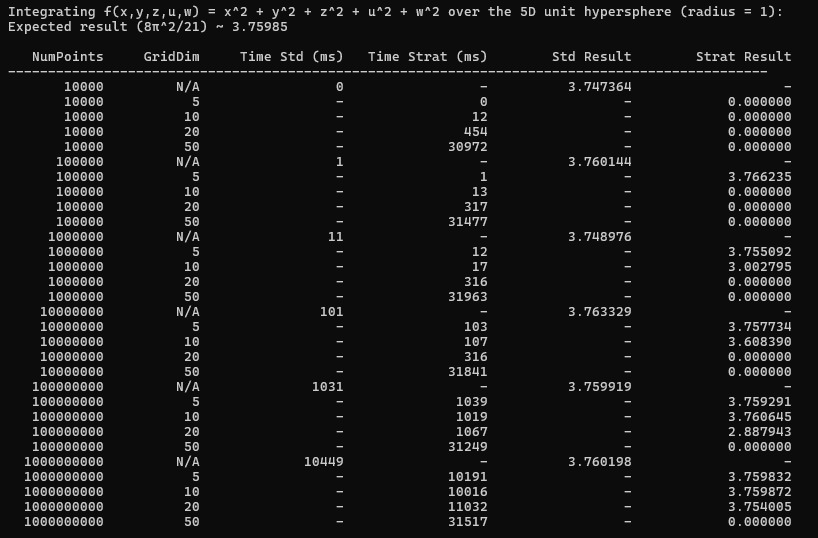 Integrating f(x,y,z,u,w) = x^2 + y^2 + z^2 + u^2 + w^2 over the 5D unit hypersphere (radius = 1):
Expected result (8π^2/21) ~ 3.75985
NumPoints GridDim Time Std (ms) Time Strat (ms) Std Result Strat Result
-----------------------------------------------------------------------------------------------
10000 N/A 0 - 3.747364 -
10000 5 - 0 - 0.000000
10000 10 - 12 - 0.000000
10000 20 - 454 - 0.000000
10000 50 - 30972 - 0.000000
100000 N/A 1 - 3.760144 -
100000 5 - 1 - 3.766235
100000 10 - 13 - 0.000000
100000 20 - 317 - 0.000000
100000 50 - 31477 - 0.000000
1000000 N/A 11 - 3.748976 -
1000000 5 - 12 - 3.755092
1000000 10 - 17 - 3.002795
1000000 20 - 316 - 0.000000
1000000 50 - 31963 - 0.000000
10000000 N/A 101 - 3.763329 -
10000000 5 - 103 - 3.757734
10000000 10 - 107 - 3.608390
10000000 20 - 316 - 0.000000
10000000 50 - 31841 - 0.000000
100000000 N/A 1031 - 3.759919 -
100000000 5 - 1039 - 3.759291
100000000 10 - 1019 - 3.760645
100000000 20 - 1067 - 2.887943
100000000 50 - 31249 - 0.000000
1000000000 N/A 10449 - 3.760198 -
1000000000 5 - 10191 - 3.759832
1000000000 10 - 10016 - 3.759872
1000000000 20 - 11032 - 3.754005
1000000000 50 - 31517 - 0.000000